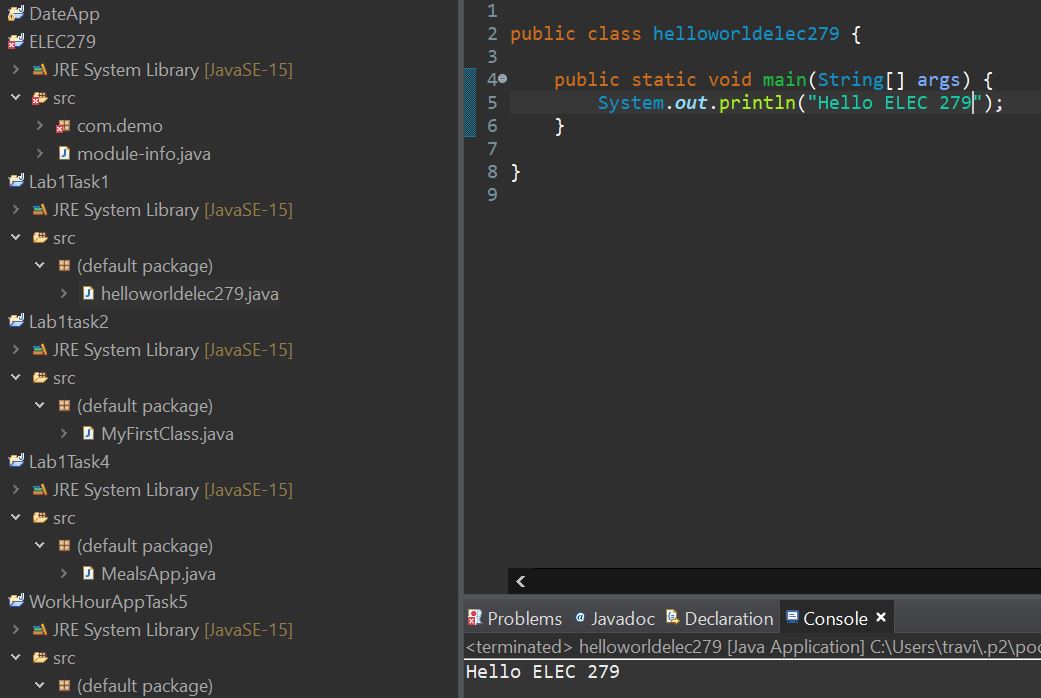 DateApp
ELEC279
JRE System Library [JavaSE-15]
src
com.demo
module-info.java
Lab1Task1
JRE System Library [JavaSE-15]
src
(default package)
helloworldelec279.java
Lab1task2
JRE System Library [JavaSE-15]
src
(default package)
MyFirstClass.java
Lab1Task4
JRE System Library [JavaSE-15]
src
(default package)
MealsApp.java
WorkHourAppTask5
JRE System Library [JavaSE-15]
src
(default package)
1
2 public class helloworldelec279 {
3
4 public static void main(String[] args) {
5 System.out.println("Hello ELEC 279");
6 }
7
8 }
9
Problems Javadoc Declaration Console
<terminated> helloworldelec279 [Java Application] C:\Users\travi\.p2\poo
Hello ELEC 279